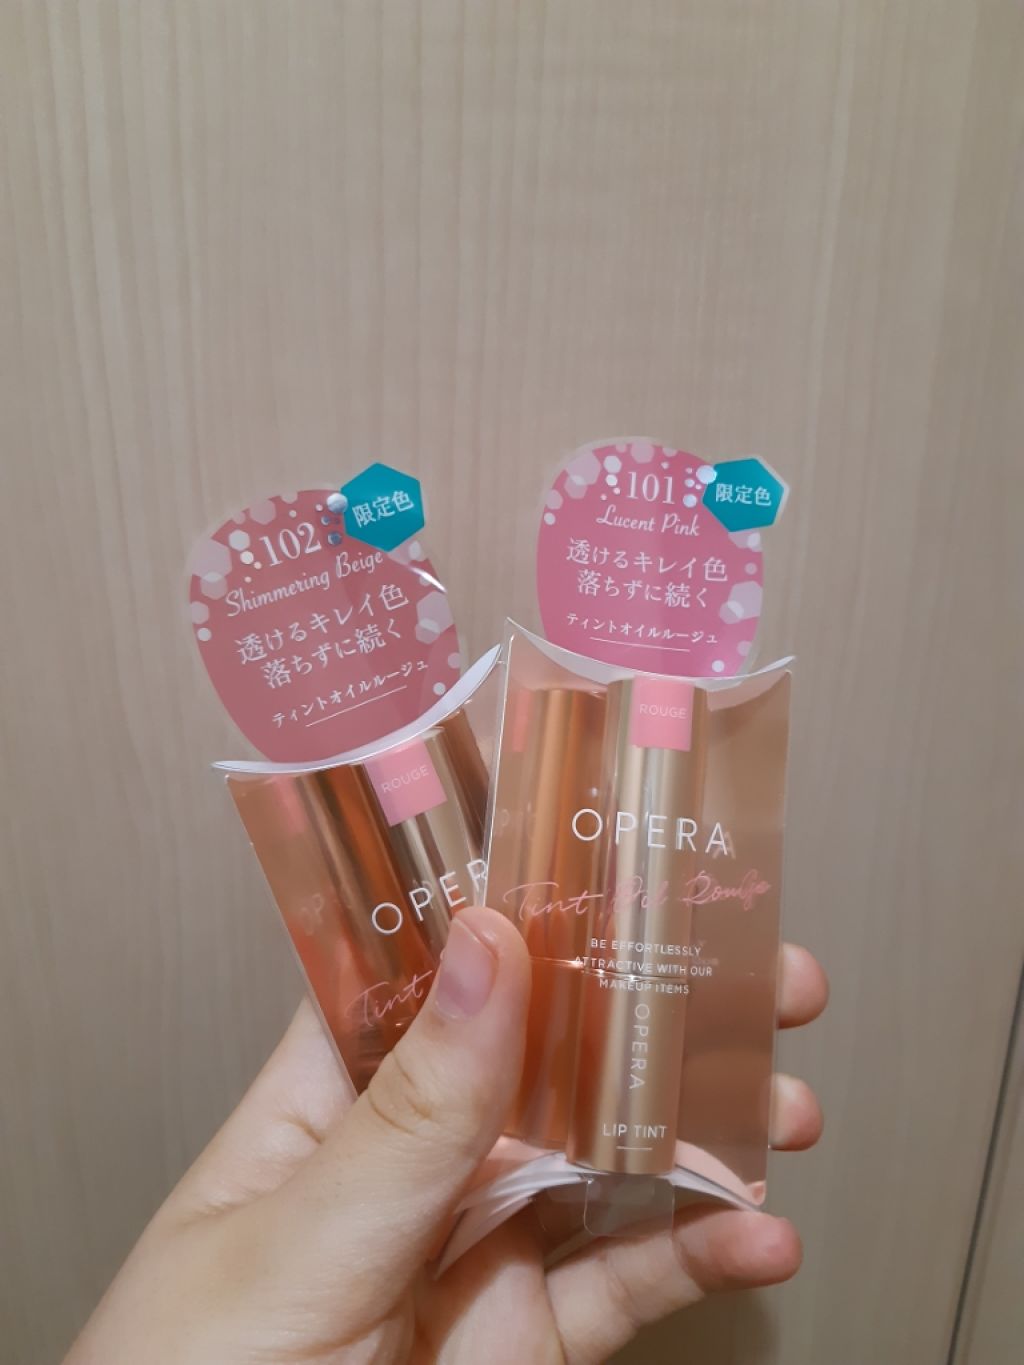 限定色
102
Shimmering Beige
透けるキレイ色
落ちずに続く
ティントオイルルージュ
ROUGE
OPER
Tint
限定色
101
Lucent Pink
透けるキレイ色
落ちずに続く
ティントオイルルージュ
ROUGE
OPERA
Tint Oil Rouge
BE EFFORTLESSLY
ATTRACTIVE WITH OUR
MAKEUP ITEMS
OPERA
LIP TINT